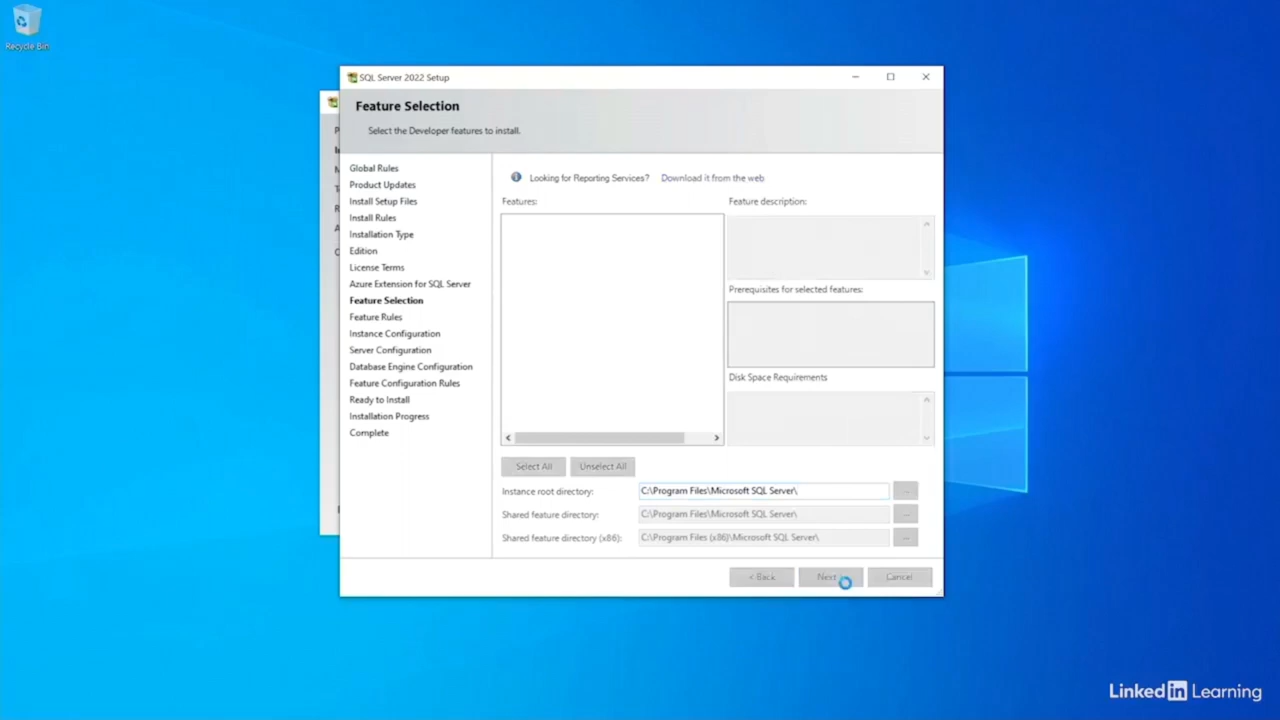 Recycle Bin
SQL Server 2022 Setup
Feature Selection
Select the Developer features to install.
Global Rules
Product Updates
Install Setup Files
Install Rules
Installation Type
Edition
License Terms
Azure Extension for SQL Server
Feature Selection
Feature Rules
Instance Configuration
Server Configuration
Database Engine Configuration
Feature Configuration Rules
Ready to Install
Installation Progress
Complete
Looking for Reporting Services? Download it from the web
Features:
Feature description:
Prerequisites for selected features:
Disk Space Requirements
Select All
Unselect All
Instance root directory: C:\Program Files\Microsoft SQL Server\ ...
Shared feature directory: C:\Program Files\Microsoft SQL Server\ ...
Shared feature directory (x86): C:\Program Files (x86)\Microsoft SQL Server\ ...
< Back
Next
Cancel
LinkedIn Learning